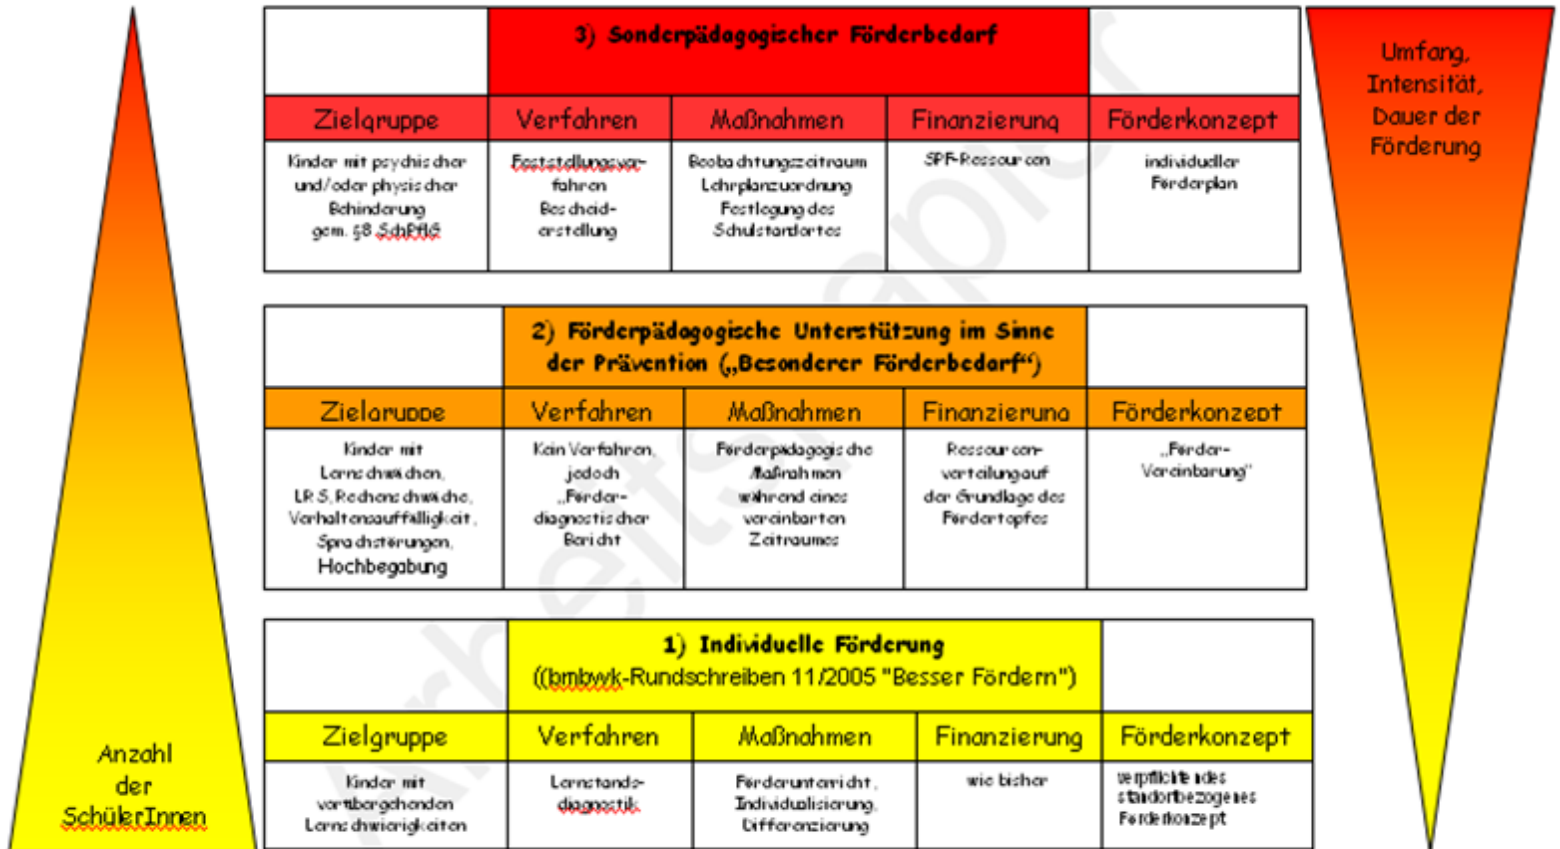 3) Sonderpädagogischer Förderbedarf
Zielgruppe
Verfahren
Maßnahmen
Finanzierung
Förderkonzept
Kinder mit psychischer
und/oder physischer
Behinderung
gem. §8 SchPflG
Feststellungsver-
fahren
Bescheid-
erstellung
Beobachtungszeitraum
Lehrplanzuordnung
Festlegung des
Schulstandortes
SPF-Ressourcen
individueller
Förderplan
Umfang,
Intensität,
Dauer der
Förderung
2) Förderpädagogische Unterstützung im Sinne
der Prävention („Besonderer Förderbedarf“)
Zielgruppe
Verfahren
Maßnahmen
Finanzierung
Förderkonzept
Kinder mit
Lernschwächen,
LRS, Rechenschwäche,
Verhaltensauffälligkeit,
Sprachstörungen,
Hochbegabung
Kein Verfahren,
jedoch
„Förder-
diagnostischer
Bericht
Förderpädagogische
Maßnahmen
während eines
vereinbarten
Zeitraumes
Ressourcen-
verteilung auf
der Grundlage des
Fördertopfes
„Förder-
Vereinbarung"
1) Individuelle Förderung
((bmbwk-Rundschreiben 11/2005 "Besser Fördern")
Zielgruppe
Verfahren
Maßnahmen
Finanzierung
Förderkonzept
Kinder mit
vorübergehenden
Lernschwierigkeiten
Lernstands-
diagnostik
Förderunterricht,
Individualisierung,
Differenzierung
wie bisher
verpflichtendes
standortbezogenes
Förderkonzept
Anzahl
der
SchülerInnen
Arbeitspapier